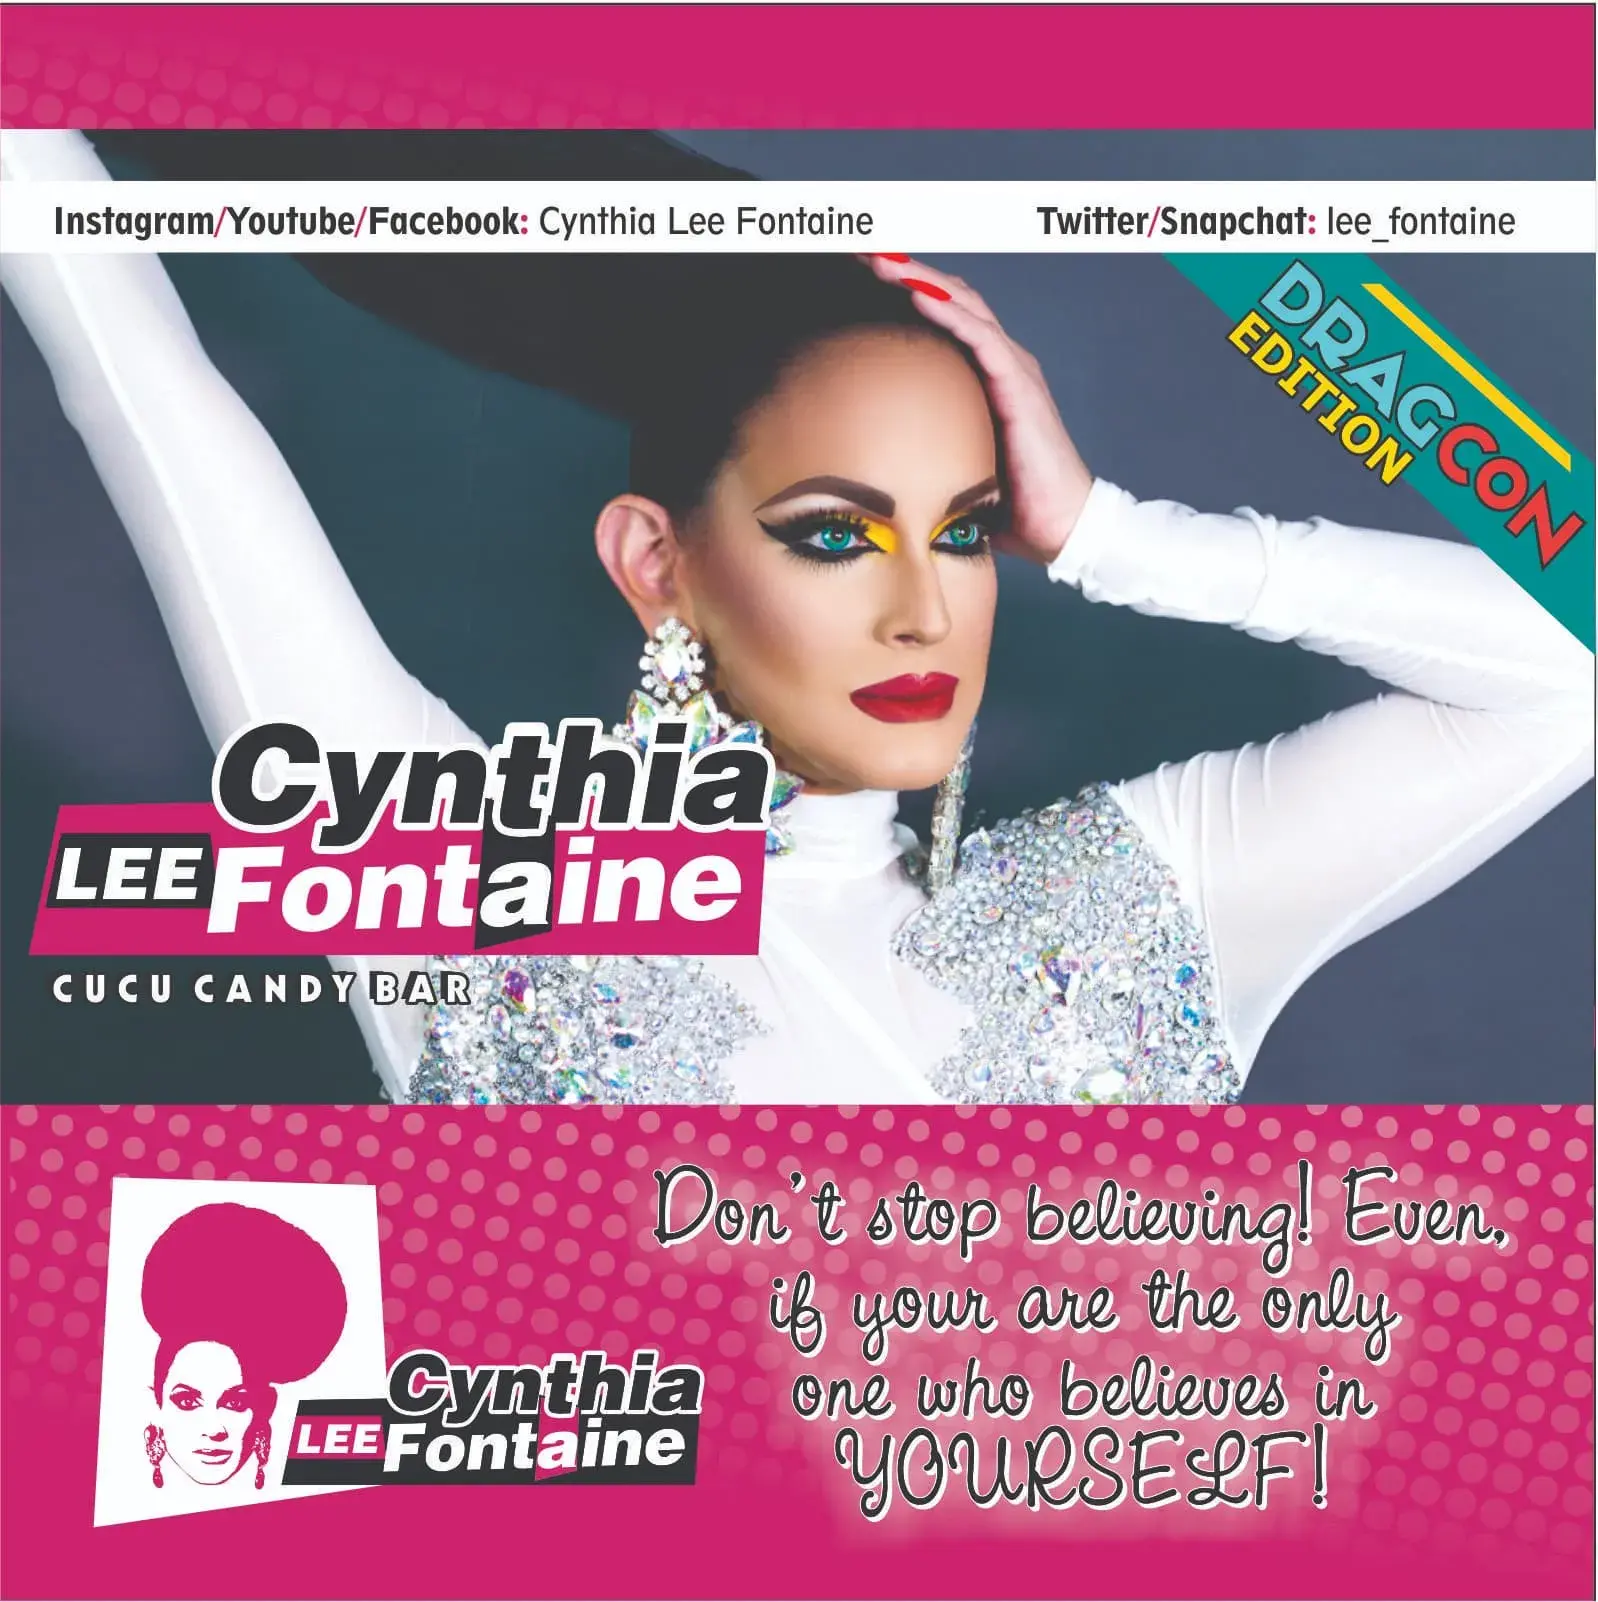 Instagram/Youtube/Facebook: Cynthia Lee Fontaine
Twitter/Snapchat: lee_fontaine
DRAGCON
EDITION
Cynthia
LEE Fontaine
CUCU CANDY BAR
Don't stop believing! Even,
if your are the only
one who believes in
YOURSELF!
Cynthia
LEE Fontaine